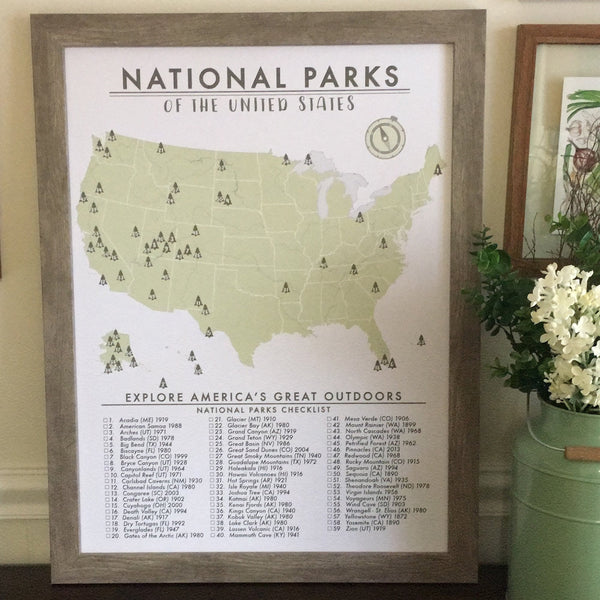 NATIONAL PARKS
OF THE UNITED STATES
EXPLORE AMERICA'S GREAT OUTDOORS
NATIONAL PARKS CHECKLIST
1. Acadia (ME) 1919
2. American Samoa 1988
3. Arches (UT) 1971
4. Badlands (SD) 1978
5. Big Bend (TX) 1944
6. Biscayne (FL) 1980
7. Black Canyon (CO) 1999
8. Bryce Canyon (UT) 1928
9. Canyonlands (UT) 1964
10. Capitol Reef (UT) 1971
11. Carlsbad Caverns (NM) 1930
12. Channel Islands (CA) 1980
13. Congaree (SC) 2003
14. Crater Lake (OR) 1902
15. Cuyahoga (OH) 2000
16. Death Valley (CA) 1994
17. Denali (AK) 1917
18. Dry Tortugas (FL) 1992
19. Everglades (FL) 1947
20. Gates of the Arctic (AK) 1980
21. Glacier (MT) 1910
22. Glacier Bay (AK) 1980
23. Grand Canyon (AZ) 1919
24. Grand Teton (WY) 1929
25. Great Basin (NV) 1986
26. Great Sand Dunes (CO) 2004
27. Great Smoky Mountains (TN) 1940
28. Guadalupe Mountains (TX) 1972
29. Haleakala (HI) 1916
30. Hawaii Volcanoes (HI) 1916
31. Hot Springs (AR) 1921
32. Isle Royale (MI) 1940
33. Joshua Tree (CA) 1994
34. Katmai (AK) 1980
35. Kenai Fjords (AK) 1980
36. Kings Canyon (CA) 1940
37. Kobuk Valley (AK) 1980
38. Lake Clark (AK) 1980
39. Lassen Volcanic (CA) 1916
40. Mammoth Cave (KY) 1941
41. Mesa Verde (CO) 1906
42. Mount Ranier (WA) 1899
43. North Cascades (WA) 1968
44. Olympic (WA) 1938
45. Petrified Forest (AZ) 1962
46. Pinnacles (CA) 2013
47. Redwood (CA) 1968
48. Rocky Mountain (CO) 1915
49. Saguaro (AZ) 1994
50. Sequoia (CA) 1890
51. Shenandoah (VA) 1935
52. Theodore Roosevelt (ND) 1978
53. Virgin Islands 1956
54. Voyageurs (MN) 1975
55. Wind Cave (SD) 1903
56. Wrangell - St. Elias (AK) 1980
57. Yellowstone (WY) 1872
58. Yosemite (CA) 1890
59. Zion (UT) 1919